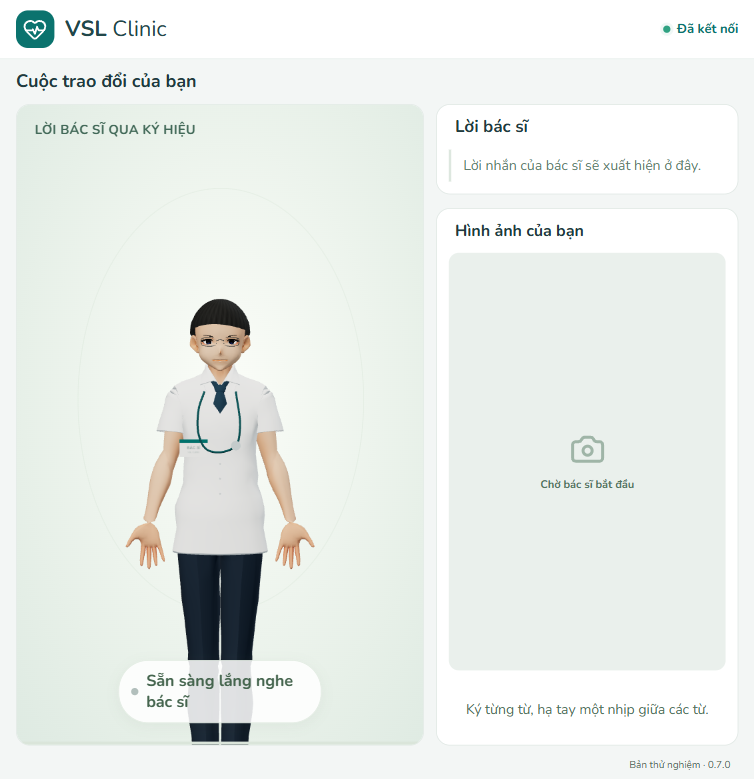 VSL Clinic
Đã kết nối
Cuộc trao đổi của bạn
LỜI BÁC SĨ QUA KÝ HIỆU
Sẵn sàng lắng nghe
bác sĩ
Lời bác sĩ
Lời nhắn của bác sĩ sẽ xuất hiện ở đây.
Hình ảnh của bạn
Chờ bác sĩ bắt đầu
Ký từng từ, hạ tay một nhịp giữa các từ.
Bản thử nghiệm · 0.7.0